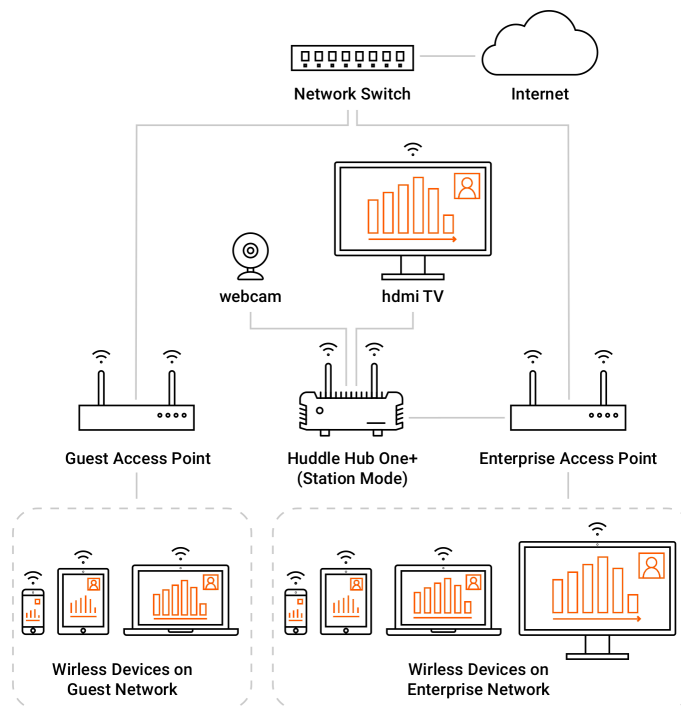 Network Switch
Internet
webcam
hdmi TV
Guest Access Point
Huddle Hub One+
(Station Mode)
Enterprise Access Point
Wirless Devices on
Guest Network
Wirless Devices on
Enterprise Network